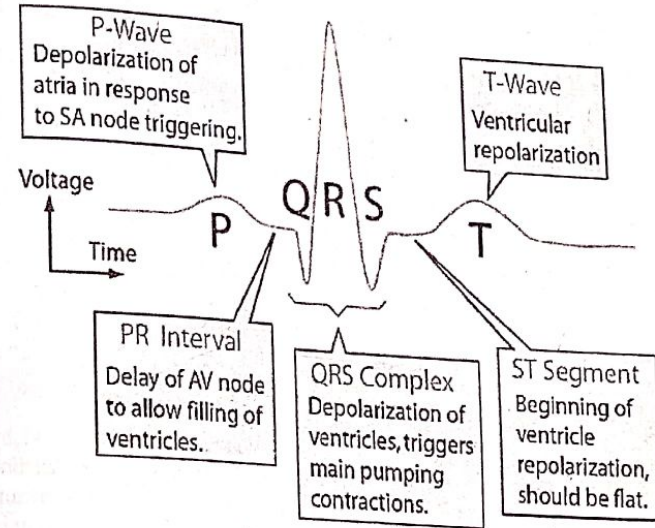 P-Wave
Depolarization of
atria in response
to SA node triggering.
T-Wave
Ventricular
repolarization
Voltage
Time
P
QRS
T
PR Interval
Delay of AV node
to allow filling of
ventricles..
QRS Complex
Depolarization of
ventricles, triggers
main pumping
contractions.
ST Segment
Beginning of
ventricle
repolarization,
should be flat.